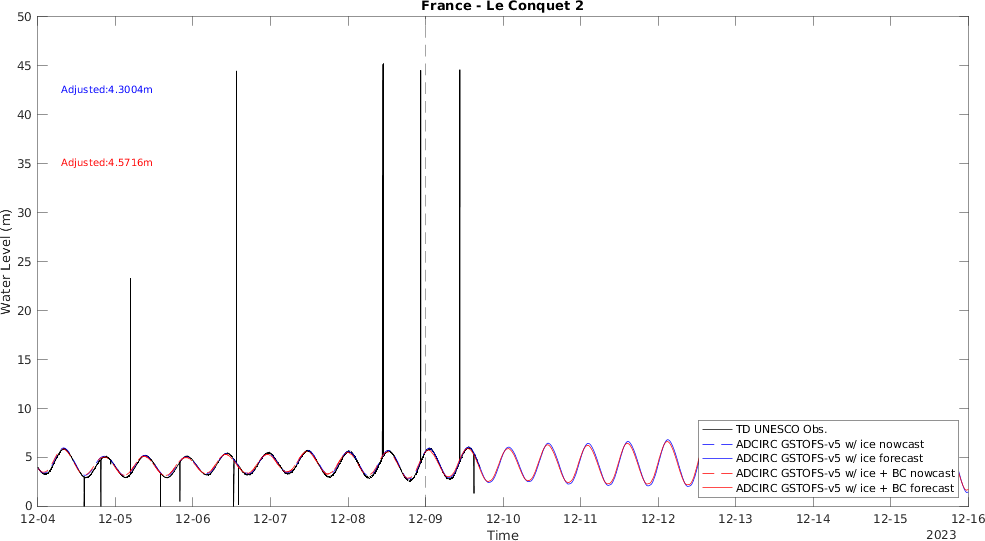 France - Le Conquet 2
50
45
40
35
30
25
20
15
10
5
0
Water Level (m)
Adjusted:4.3004m
Adjusted:4.5716m
TD UNESCO Obs.
ADCIRC GSTOFS-v5 w/ ice nowcast
ADCIRC GSTOFS-v5 w/ ice forecast
ADCIRC GSTOFS-v5 w/ ice + BC nowcast
ADCIRC GSTOFS-v5 w/ ice + BC forecast
12-04 12-05 12-06 12-07 12-08 12-09 12-10 12-11 12-12 12-13 12-14 12-15 12-16
Time
2023